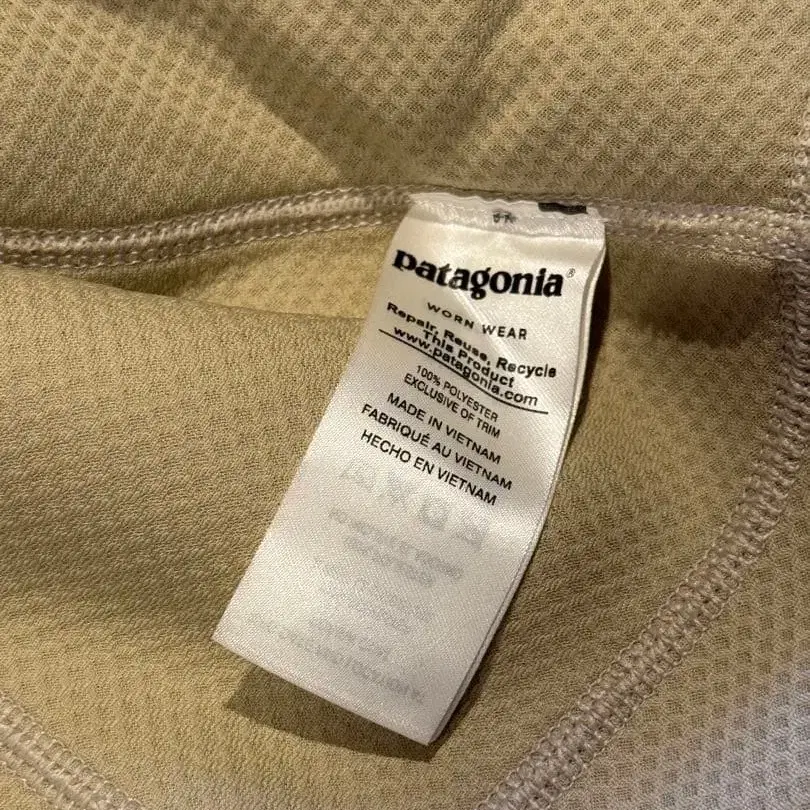 patagonia®
WORN WEAR
Repair, Reuse, Recycle
This Product
www.patagonia.com
100% POLYESTER
EXCLUSIVE OF TRIM
MADE IN VIETNAM
FABRIQUÉ AU VIETNAM
HECHO EN VIETNAM